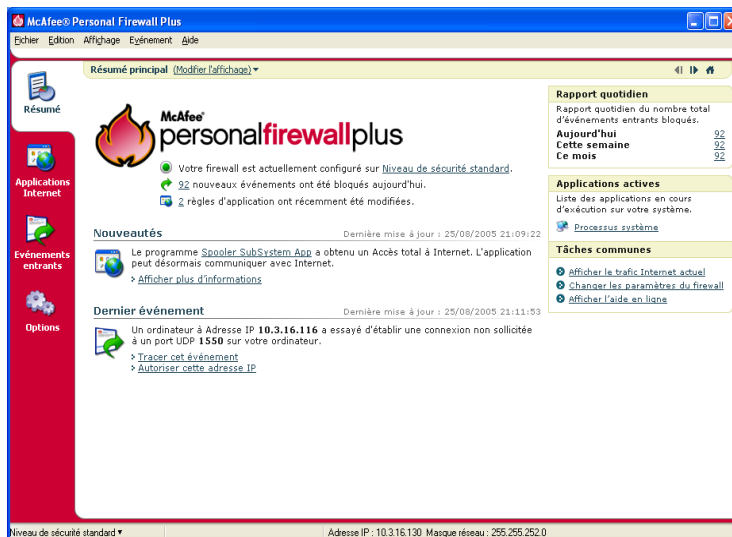 McAfee® Personal Firewall Plus
Fichier Edition Affichage Evénement Aide
Résumé principal (Modifier l'affichage)
Résumé
Applications Internet
Evénements entrants
Options
McAfee®
personalfirewallplus
Votre firewall est actuellement configuré sur Niveau de sécurité standard.
92 nouveaux événements ont été bloqués aujourd'hui.
2 règles d'application ont récemment été modifiées.
Nouveautés Dernière mise à jour : 25/08/2005 21:09:22
Le programme Spooler SubSystem App a obtenu un Accès total à Internet. L'application
peut désormais communiquer avec Internet.
Afficher plus d'informations
Dernier événement Dernière mise à jour : 25/08/2005 21:11:53
Un ordinateur à Adresse IP 10.3.16.116 a essayé d'établir une connexion non sollicitée
à un port UDP 1550 sur votre ordinateur.
Tracer cet événement
Autoriser cette adresse IP
Rapport quotidien
Rapport quotidien du nombre total
d'événements entrants bloqués.
Aujourd'hui 92
Cette semaine 92
Ce mois 92
Applications actives
Liste des applications en cours
d'exécution sur votre système.
Processus système
Tâches communes
Afficher le trafic Internet actuel
Changer les paramètres du firewall
Afficher l'aide en ligne
Niveau de sécurité standard Adresse IP : 10.3.16.130 Masque réseau : 255.255.252.0